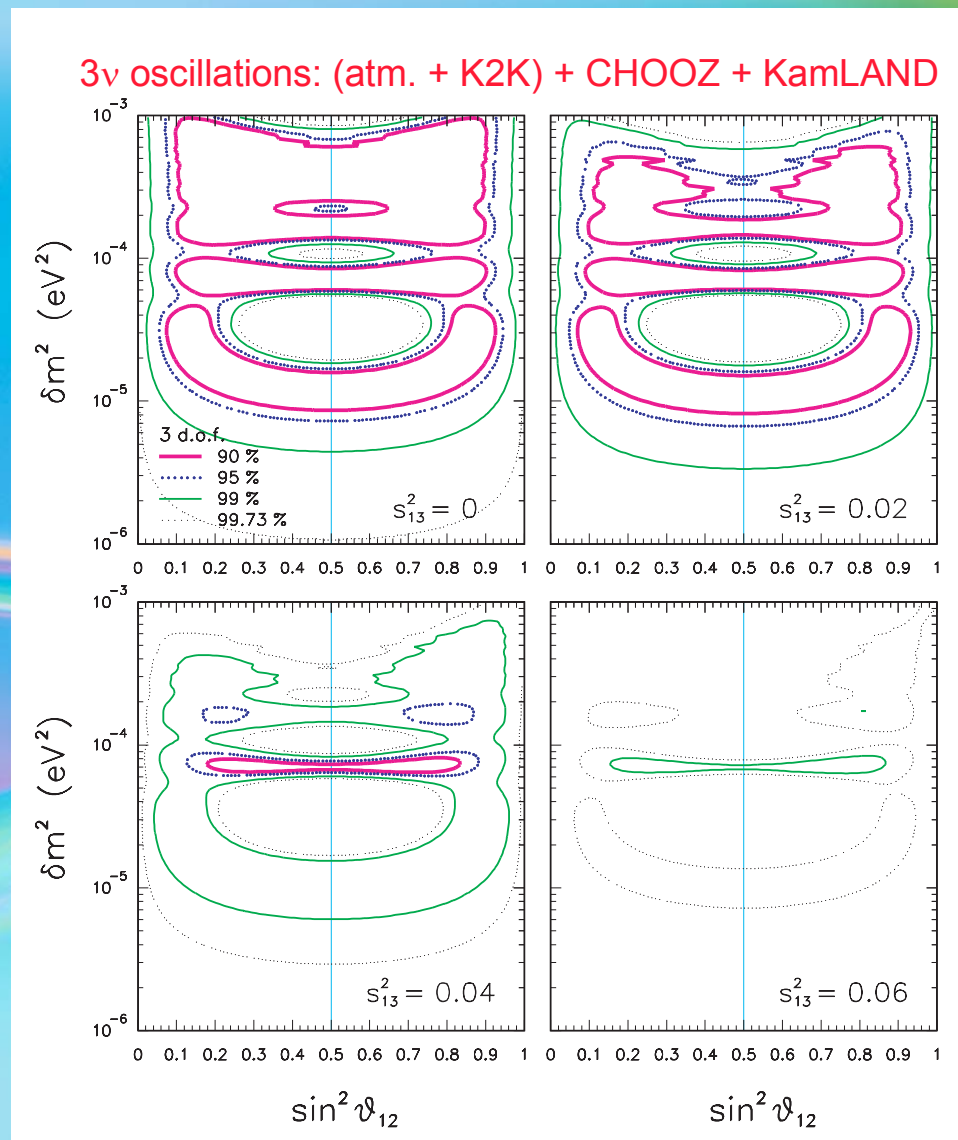 3ν oscillations: (atm. + K2K) + CHOOZ + KamLAND
δm² (eV²)
10⁻³
10⁻⁴
10⁻⁵
10⁻⁶
3 d.o.f.
90 %
95 %
99 %
99.73 %
s²₁₃ = 0
s²₁₃ = 0.02
0 0.1 0.2 0.3 0.4 0.5 0.6 0.7 0.8 0.9 1
0 0.1 0.2 0.3 0.4 0.5 0.6 0.7 0.8 0.9 1
δm² (eV²)
10⁻³
10⁻⁴
10⁻⁵
10⁻⁶
s²₁₃ = 0.04
s²₁₃ = 0.06
0 0.1 0.2 0.3 0.4 0.5 0.6 0.7 0.8 0.9 1
0 0.1 0.2 0.3 0.4 0.5 0.6 0.7 0.8 0.9 1
sin² ϑ₁₂
sin² ϑ₁₂